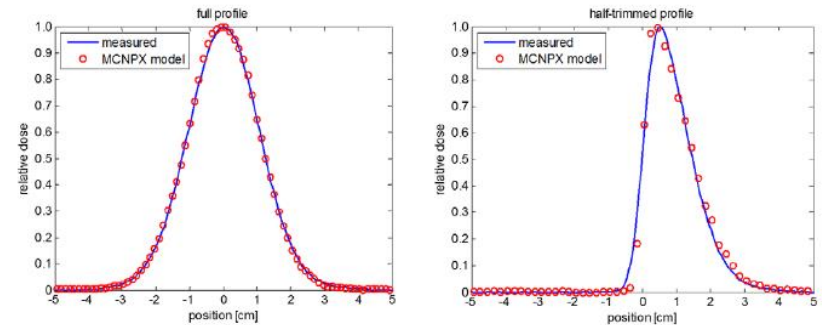 full profile
measured
MCNPX model
relative dose
1.0
0.9
0.8
0.7
0.6
0.5
0.4
0.3
0.2
0.1
0
-5 -4 -3 -2 -1 0 1 2 3 4 5
position [cm]
half-trimmed profile
measured
MCNPX model
relative dose
1.0
0.9
0.8
0.7
0.6
0.5
0.4
0.3
0.2
0.1
0
-5 -4 -3 -2 -1 0 1 2 3 4 5
position [cm]